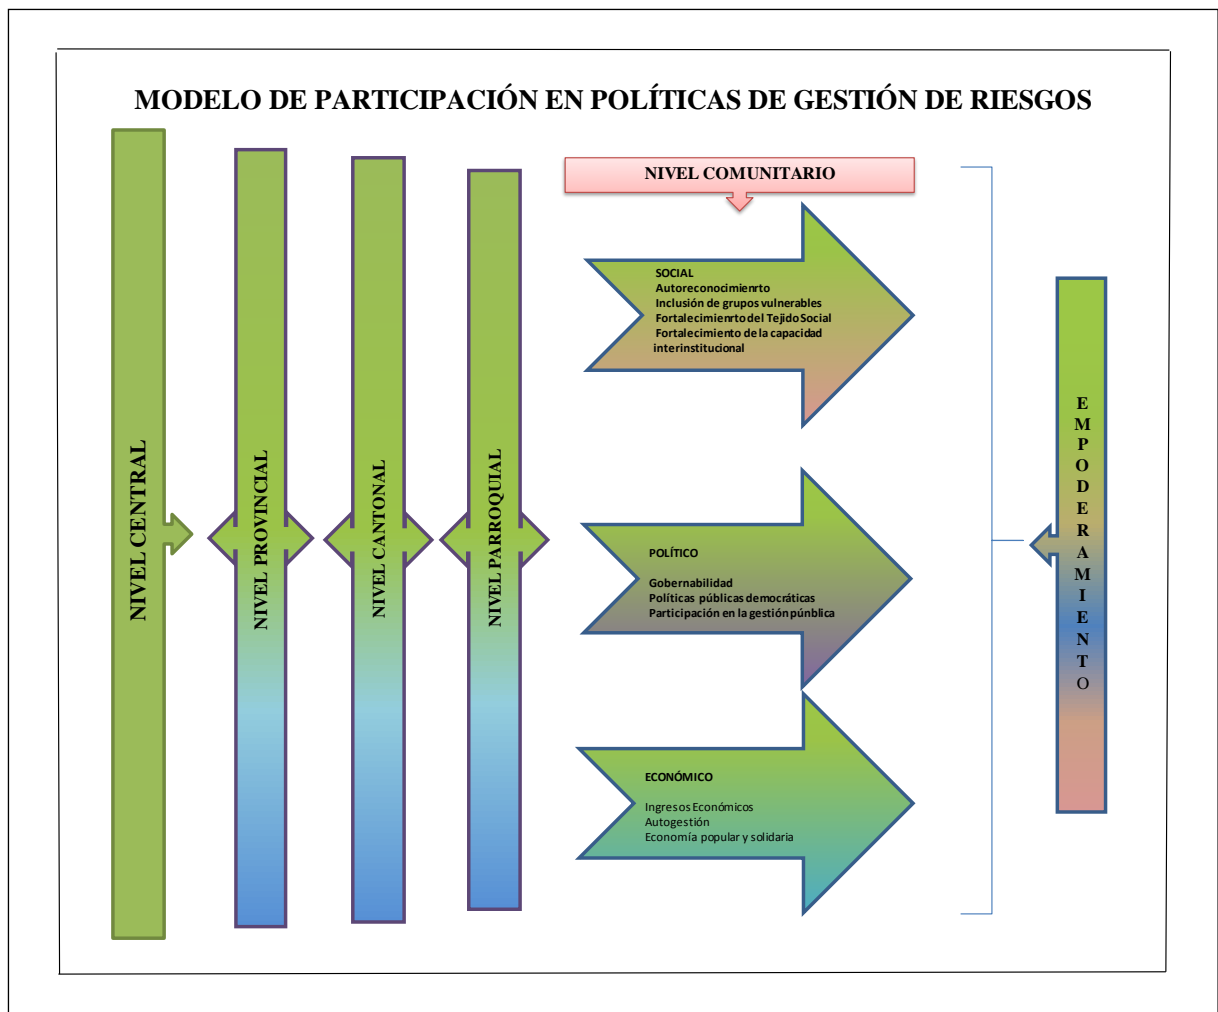 MODELO DE PARTICIPACIÓN EN POLÍTICAS DE GESTIÓN DE RIESGOS
NIVEL CENTRAL
NIVEL PROVINCIAL
NIVEL CANTONAL
NIVEL PARROQUIAL
NIVEL COMUNITARIO
SOCIAL
Autoreconocimienrto
Inclusión de grupos vulnerables
Fortalecimienrto del Tejido Social
Fortalecimiento de la capacidad
interinstitucional
POLÍTICO
Gobernabilidad
Políticas públicas democráticas
Participación en la gestión púnblica
ECONÓMICO
Ingresos Económicos
Autogestión
Economía popular y solidaria
EMPODERAMIENTO